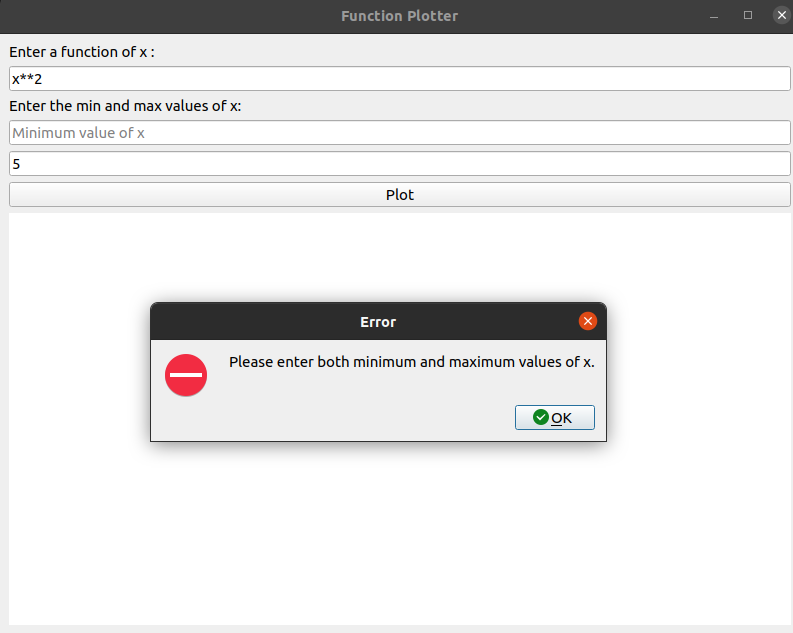 Function Plotter
Enter a function of x :
x**2
Enter the min and max values of x:
Minimum value of x
5
Plot
Error
Please enter both minimum and maximum values of x.
OK